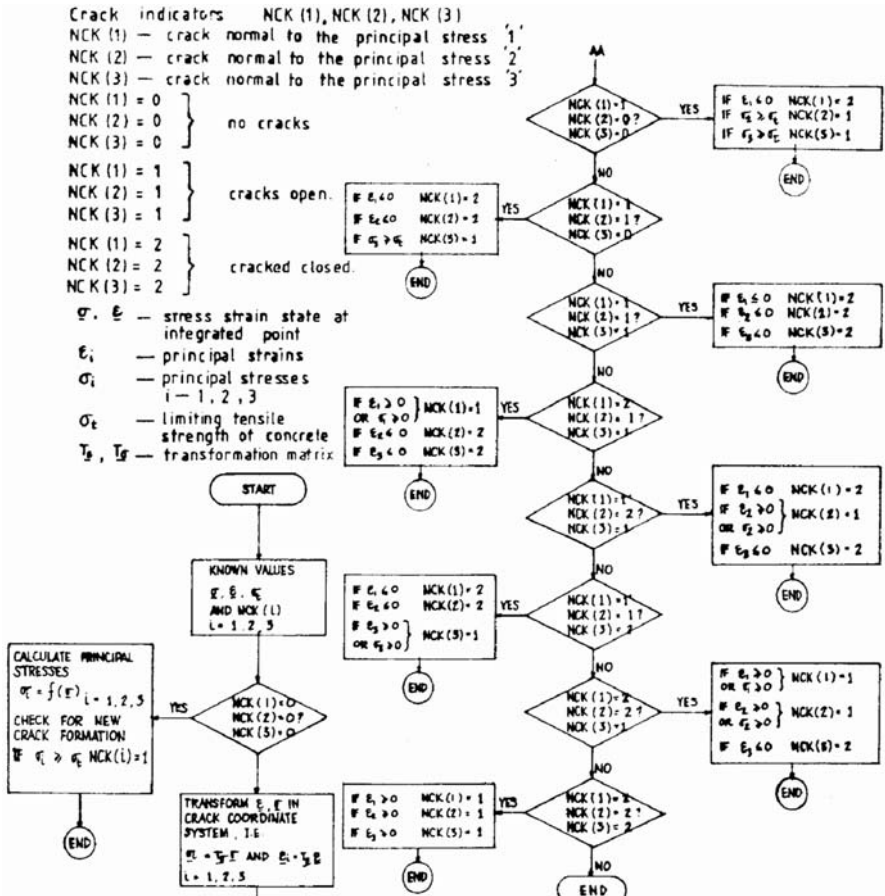 Crack indicators NCK (1), NCK (2), NCK (3)
NCK (1) — crack normal to the principal stress '1'
NCK (2) — crack normal to the principal stress '2'
NCK (3) — crack normal to the principal stress '3'
NCK (1) = 0
NCK (2) = 0
NCK (3) = 0
no cracks
NCK (1) = 1
NCK (2) = 1
NCK (3) = 1
cracks open.
NCK (1) = 2
NCK (2) = 2
NCK (3) = 2
cracked closed.
σ, ε — stress strain state at
integrated point
εi — principal strains
σi — principal stresses
i — 1, 2, 3
σt — limiting tensile
strength of concrete
Tε, Tσ — transformation matrix
START
KNOWN VALUES
σ, ε, σt
AND NCK (i)
i = 1,2,3
NCK (1)=0
NCK (2)=0?
NCK (3)=0
YES
CALCULATE PRINCIPAL
STRESSES
σi = f(σ) i = 1,2,3
CHECK FOR NEW
CRACK FORMATION
IF σi ≥ σt NCK(i)=1
END
TRANSFORM ε, σ IN
CRACK COORDINATE
SYSTEM, I.E.
σi = Tσ σ AND εi = Tε ε
i = 1, 2, 3
AA
NCK (1)=1
NCK (2)=0?
NCK (3)=0
YES
IF ε1≤0 NCK(1)=2
IF σ2≥σt NCK(2)=1
IF σ3≥σt NCK(3)=1
END
NO
NCK (1)=1
NCK (2)=1?
NCK (3)=0
YES
IF ε1≤0 NCK(1)=2
IF ε2≤0 NCK(2)=2
IF σ3≥σt NCK(3)=1
END
NO
NCK (1)=1
NCK (2)=1?
NCK (3)=1
YES
IF ε1≤0 NCK(1)=2
IF ε2≤0 NCK(2)=2
IF ε3≤0 NCK(3)=2
END
NO
NCK (1)=2
NCK (2)=1?
NCK (3)=1
YES
IF ε1≥0
OR σ1≥0 NCK(1)=1
IF ε2≤0 NCK(2)=2
IF ε3≤0 NCK(3)=2
END
NO
NCK (1)=1
NCK (2)=2?
NCK (3)=1
YES
IF ε1≤0 NCK(1)=2
IF ε2≥0
OR σ2≥0 NCK(2)=1
IF ε3≤0 NCK(3)=2
END
NO
NCK (1)=1
NCK (2)=1?
NCK (3)=2
YES
IF ε1≤0 NCK(1)=2
IF ε2≤0 NCK(2)=2
IF ε3≥0
OR σ3≥0 NCK(3)=1
END
NO
NCK (1)=2
NCK (2)=2?
NCK (3)=1
YES
IF ε1≥0
OR σ1≥0 NCK(1)=1
IF ε2≥0
OR σ2≥0 NCK(2)=1
IF ε3≤0 NCK(3)=2
END
NO
NCK (1)=2
NCK (2)=2?
NCK (3)=2
YES
IF ε1>0 NCK(1)=1
IF ε2>0 NCK(2)=1
IF ε3>0 NCK(3)=1
END
NO
END